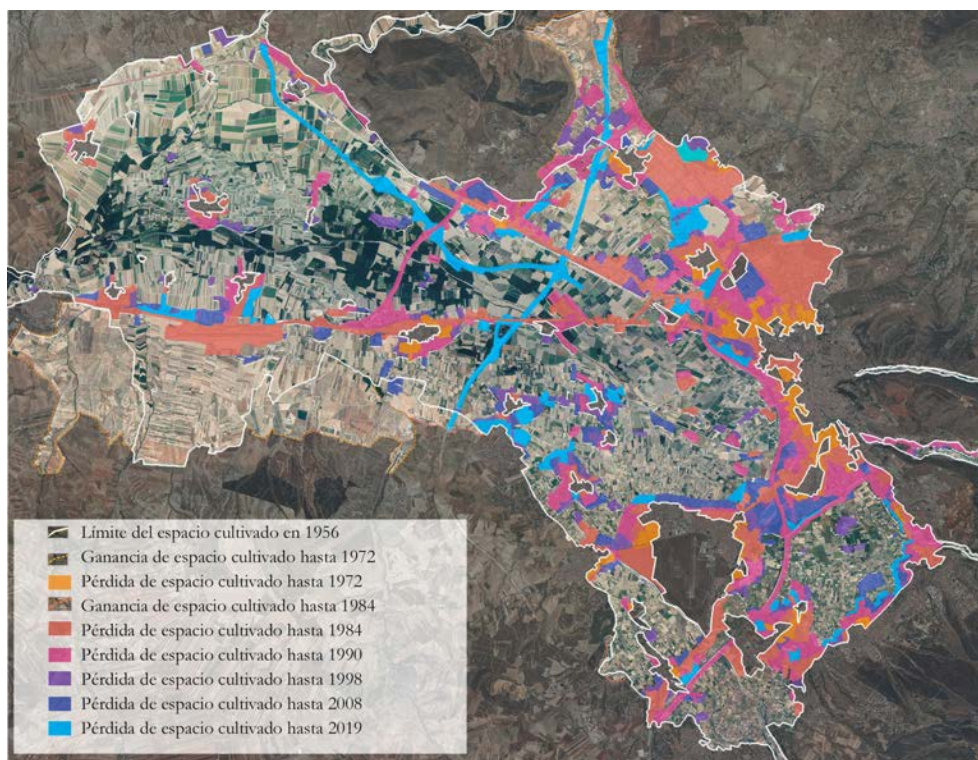 Límite del espacio cultivado en 1956
Ganancia de espacio cultivado hasta 1972
Pérdida de espacio cultivado hasta 1972
Ganancia de espacio cultivado hasta 1984
Pérdida de espacio cultivado hasta 1984
Pérdida de espacio cultivado hasta 1990
Pérdida de espacio cultivado hasta 1998
Pérdida de espacio cultivado hasta 2008
Pérdida de espacio cultivado hasta 2019